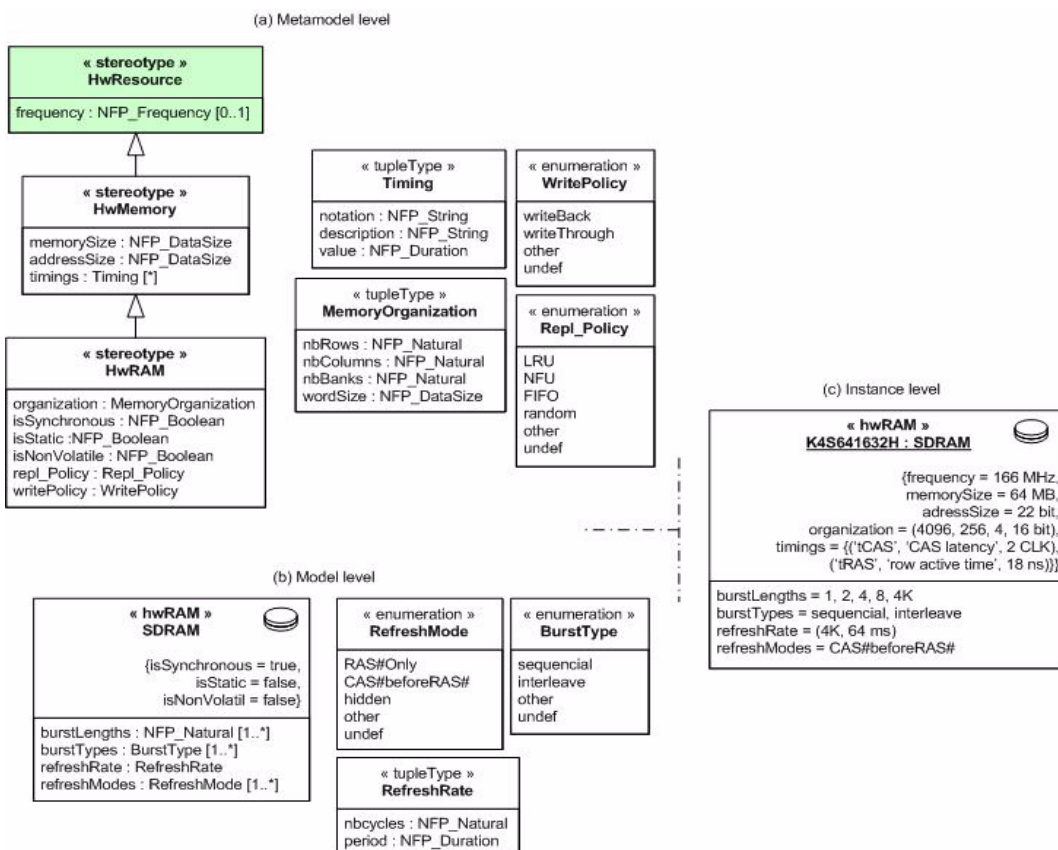 (a) Metamodel level
« stereotype »
HwResource
frequency : NFP_Frequency [0..1]
« stereotype »
HwMemory
memorySize : NFP_DataSize
addressSize : NFP_DataSize
timings : Timing [*]
« stereotype »
HwRAM
organization : MemoryOrganization
isSynchronous : NFP_Boolean
isStatic :NFP_Boolean
isNonVolatile : NFP_Boolean
repl_Policy : Repl_Policy
writePolicy : WritePolicy
« tupleType »
Timing
notation : NFP_String
description : NFP_String
value : NFP_Duration
« enumeration »
WritePolicy
writeBack
writeThrough
other
undef
« tupleType »
MemoryOrganization
nbRows : NFP_Natural
nbColumns : NFP_Natural
nbBanks : NFP_Natural
wordSize : NFP_DataSize
« enumeration »
Repl_Policy
LRU
NFU
FIFO
random
other
undef
(b) Model level
« hwRAM »
SDRAM
{isSynchronous = true,
isStatic = false,
isNonVolatil = false}
burstLengths : NFP_Natural [1..*]
burstTypes : BurstType [1..*]
refreshRate : RefreshRate
refreshModes : RefreshMode [1..*]
« enumeration »
RefreshMode
RAS#Only
CAS#beforeRAS#
hidden
other
undef
« enumeration »
BurstType
sequencial
interleave
other
undef
« tupleType »
RefreshRate
nbcycles : NFP_Natural
period : NFP_Duration
(c) Instance level
« hwRAM »
K4S641632H : SDRAM
{frequency = 166 MHz,
memorySize = 64 MB,
adressSize = 22 bit,
organization = (4096, 256, 4, 16 bit),
timings = {('tCAS', 'CAS latency', 2 CLK),
('tRAS', 'row active time', 18 ns)}}
burstLengths = 1, 2, 4, 8, 4K
burstTypes = sequencial, interleave
refreshRate = (4K, 64 ms)
refreshModes = CAS#beforeRAS#